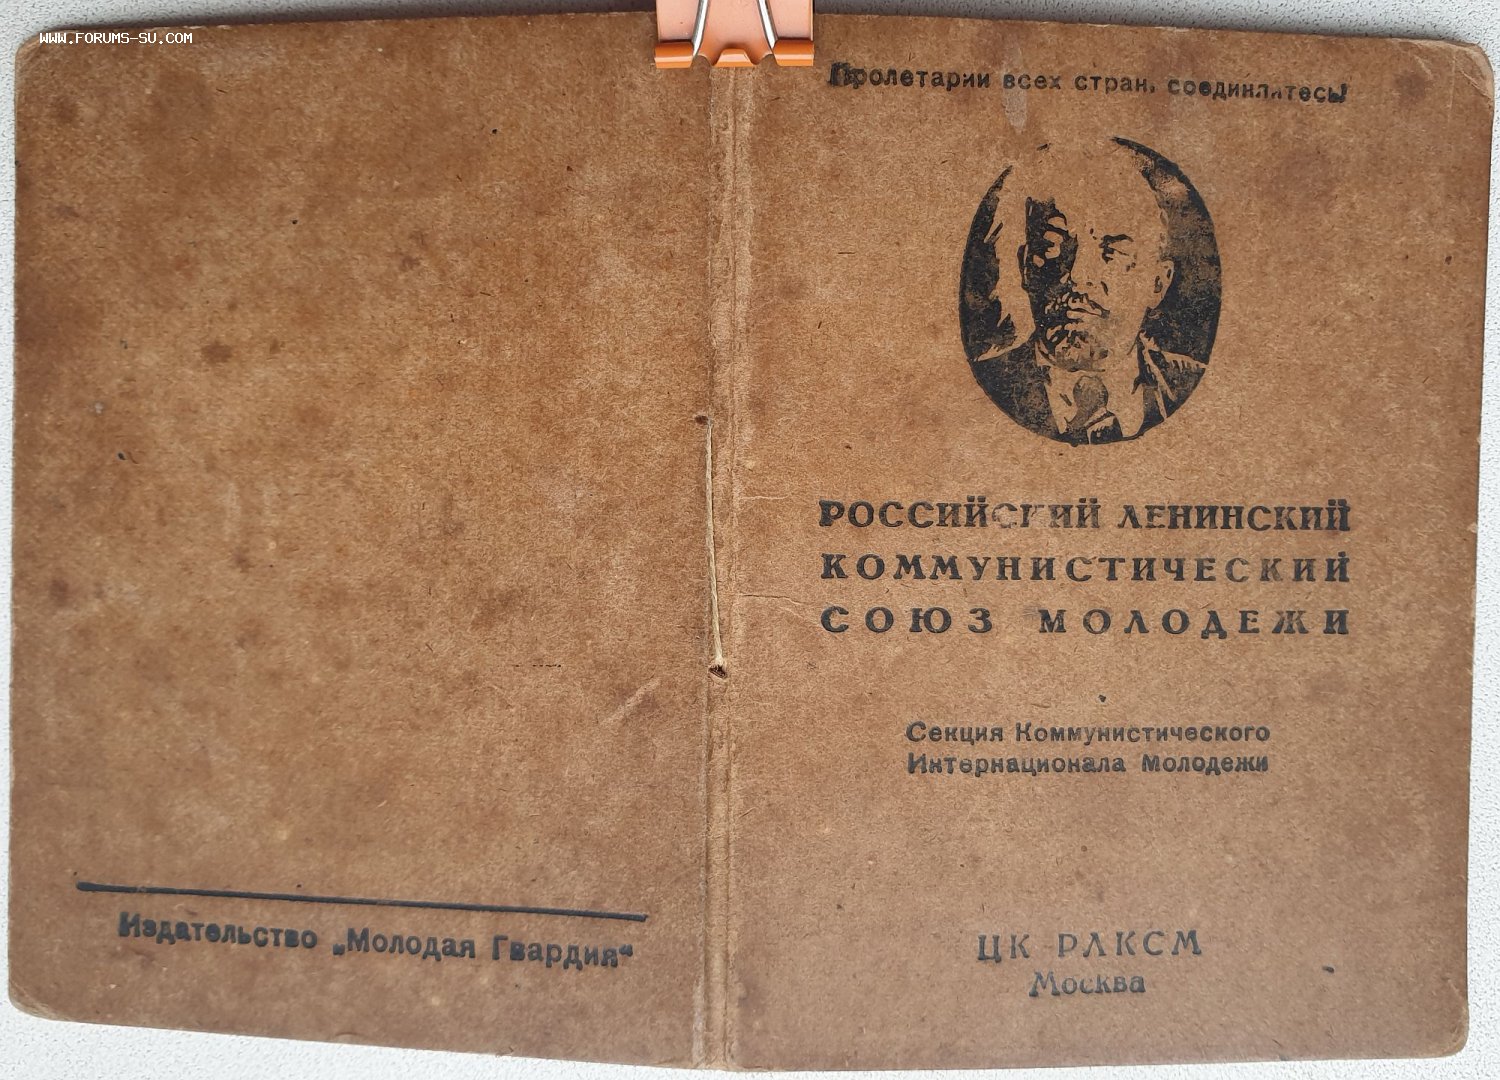 WWW.FORUMS-SU.COM
Издательство „Молодая Гвардия“
Пролетарии всех стран, соединяйтесь!
РОССИЙСКИЙ ЛЕНИНСКИЙ
КОММУНИСТИЧЕСКИЙ
СОЮЗ МОЛОДЕЖИ
Секция Коммунистического
Интернационала Молодежи
ЦК РЛКСМ
Москва